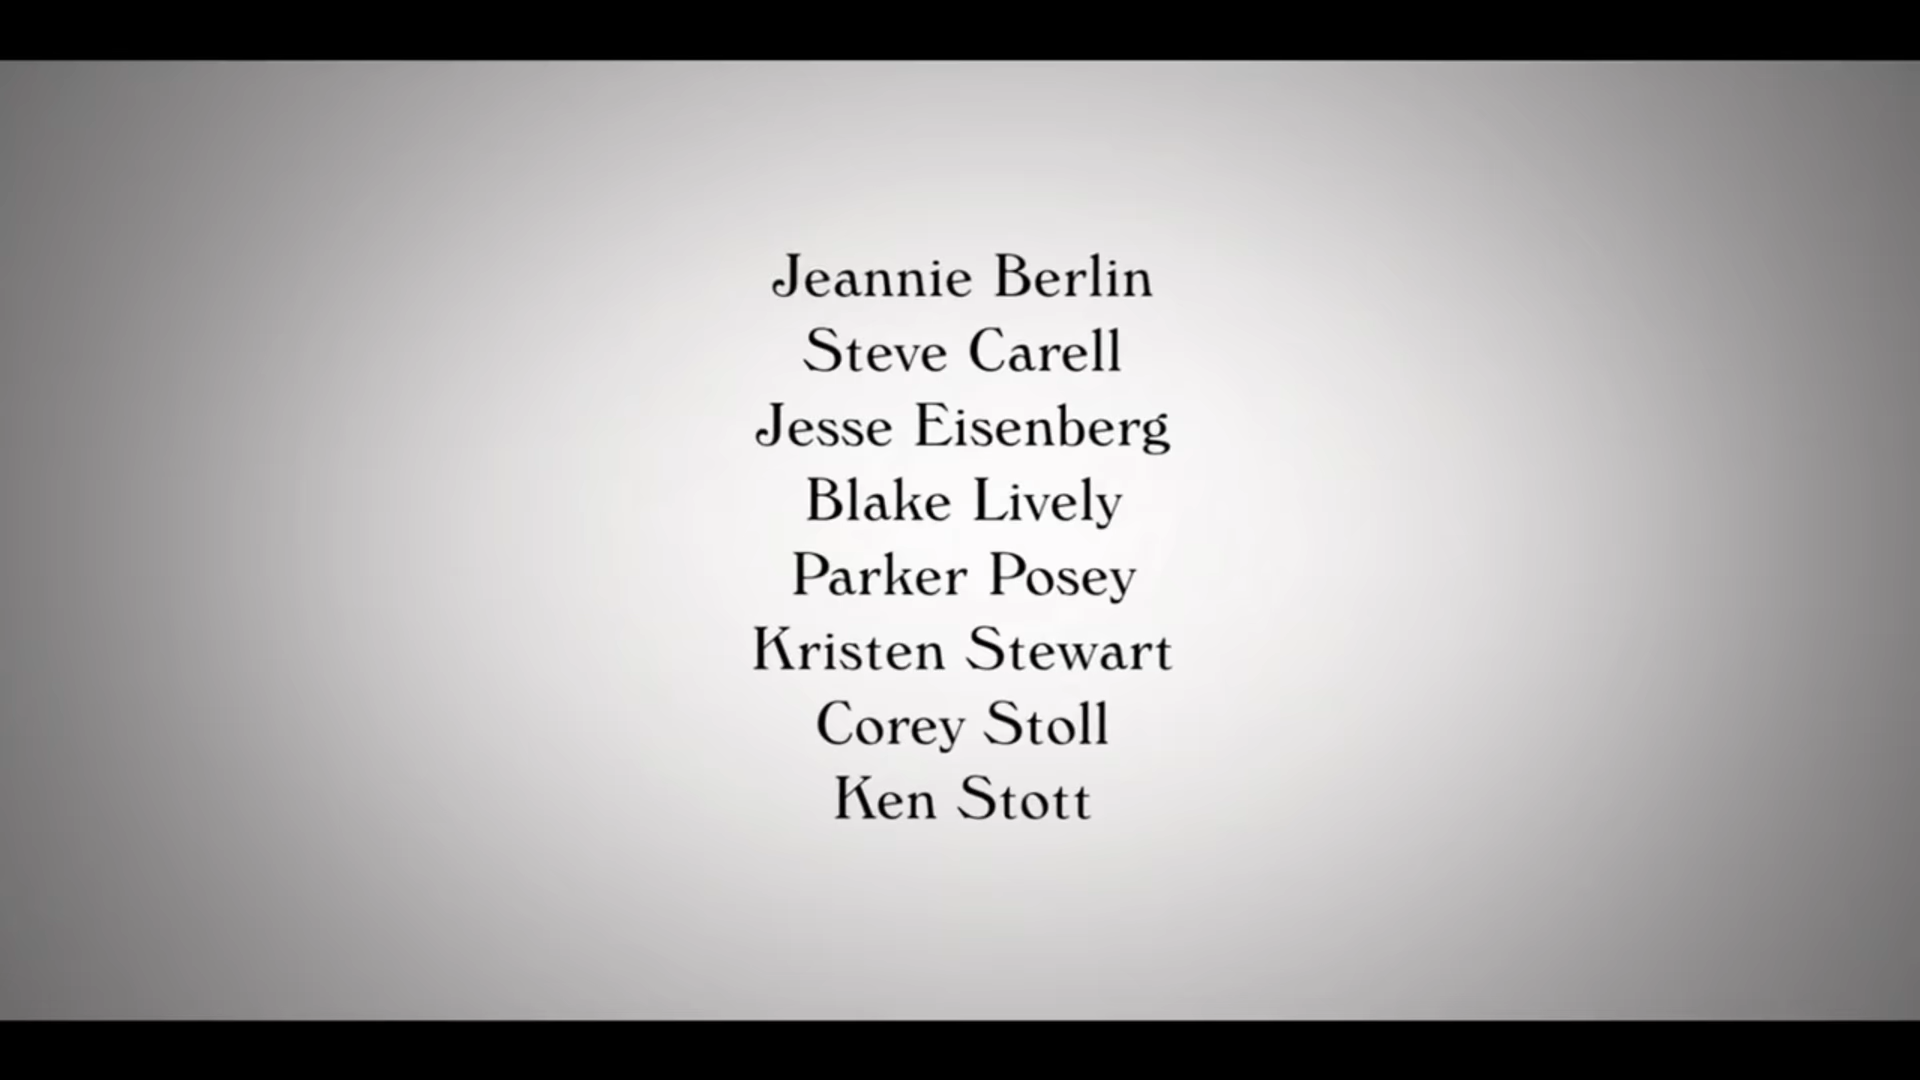 Jeannie Berlin
Steve Carell
Jesse Eisenberg
Blake Lively
Parker Posey
Kristen Stewart
Corey Stoll
Ken Stott